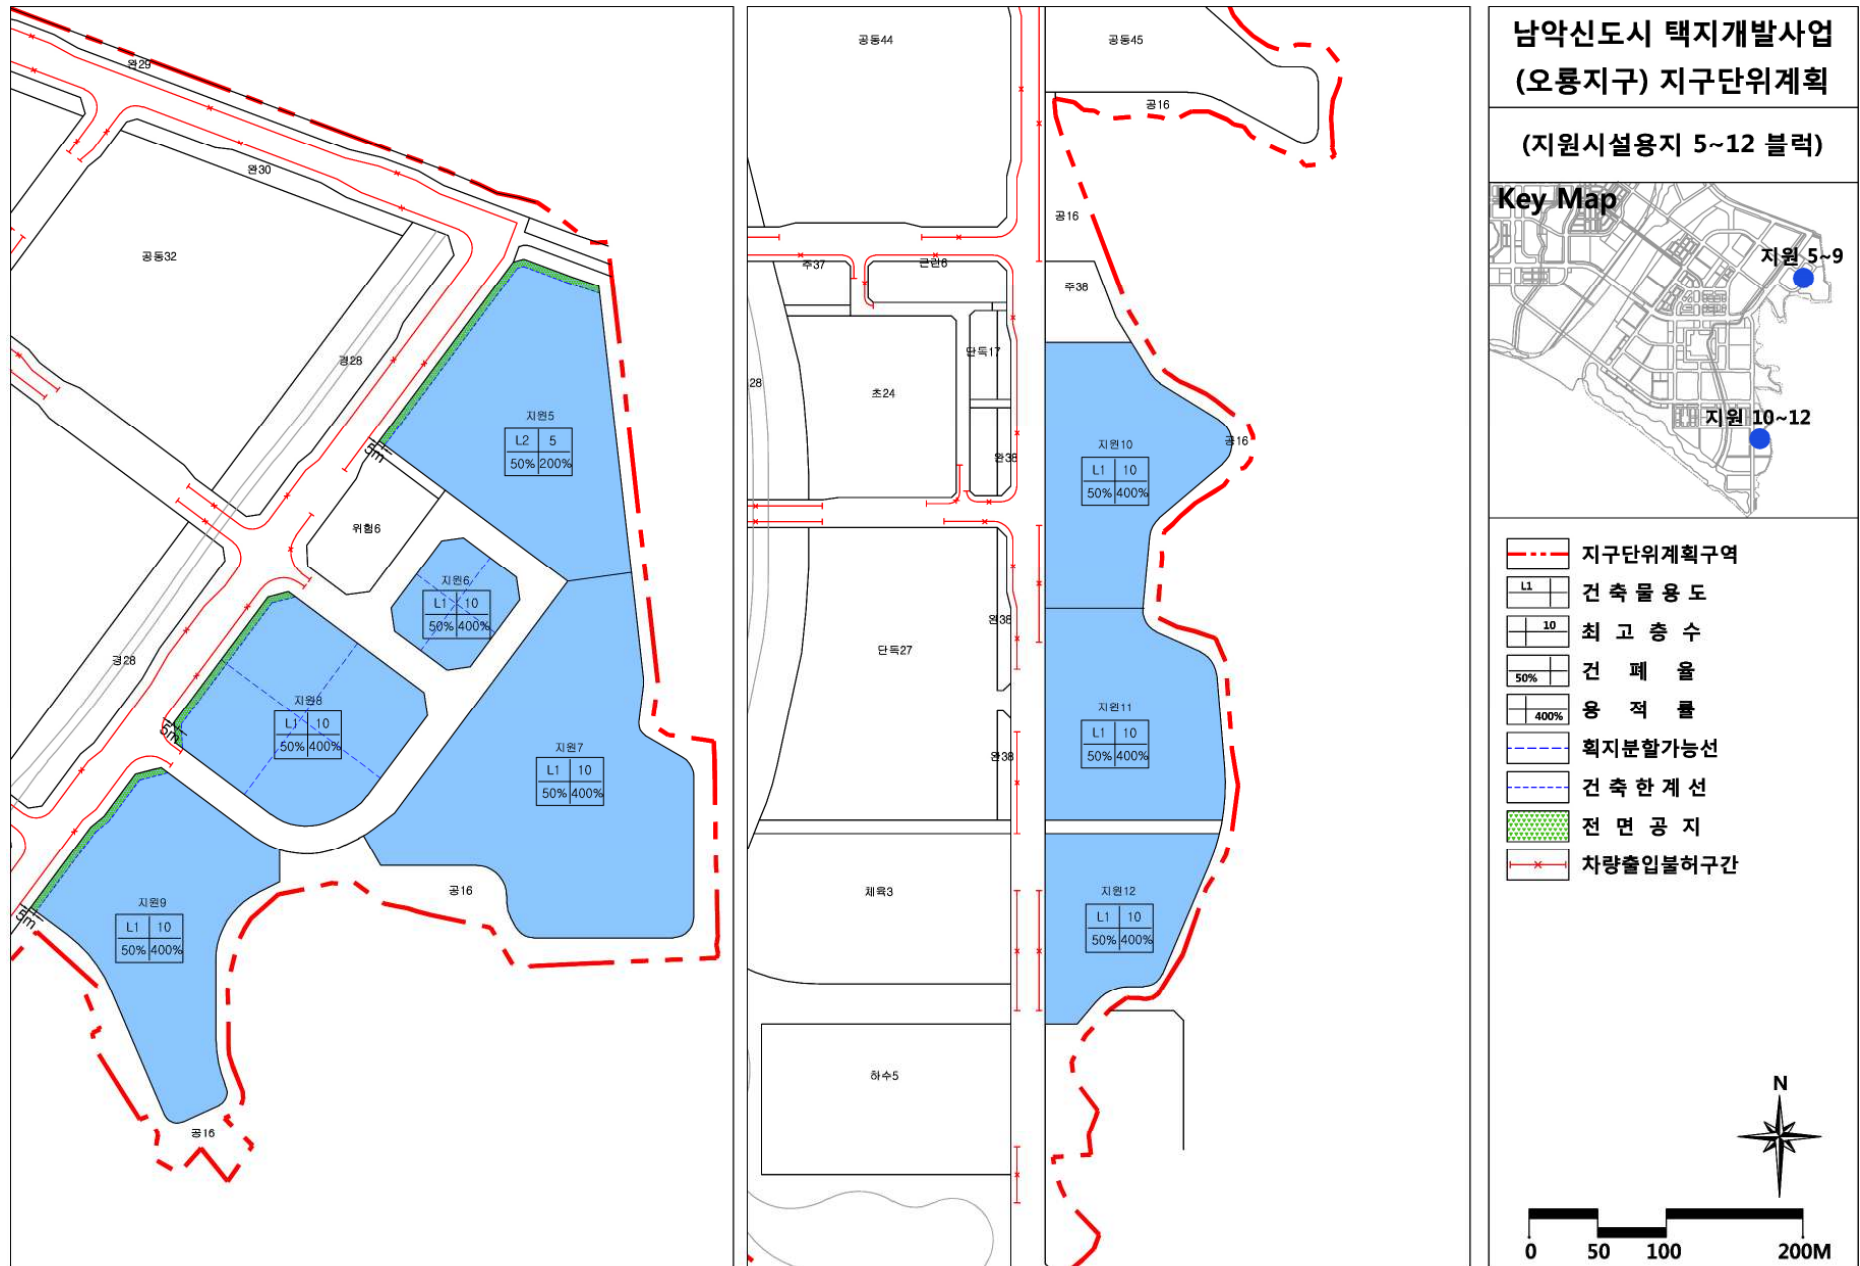 완29
완30
공동32
경28
지원5
L2 5
50% 200%
5m
위험6
지원6
L1 10
50% 400%
경28
지원8
L1 10
50% 400%
5m
지원7
L1 10
50% 400%
공16
지원9
L1 10
50% 400%
5m
공16
공동44
공동45
공16
공16
주37
근린6
주38
단독17
초24
28
완38
지원10
L1 10
50% 400%
공16
완38
단독27
지원11
L1 10
50% 400%
완38
체육3
지원12
L1 10
50% 400%
하수5
남악신도시 택지개발사업
(오룡지구) 지구단위계획
(지원시설용지 5~12 블럭)
Key Map
지원 5~9
지원 10~12
지구단위계획구역
L1 건 축 물 용 도
10 최 고 층 수
50% 건 폐 율
400% 용 적 률
획지분할가능선
건 축 한 계 선
전 면 공 지
차량출입불허구간
N
0 50 100 200M